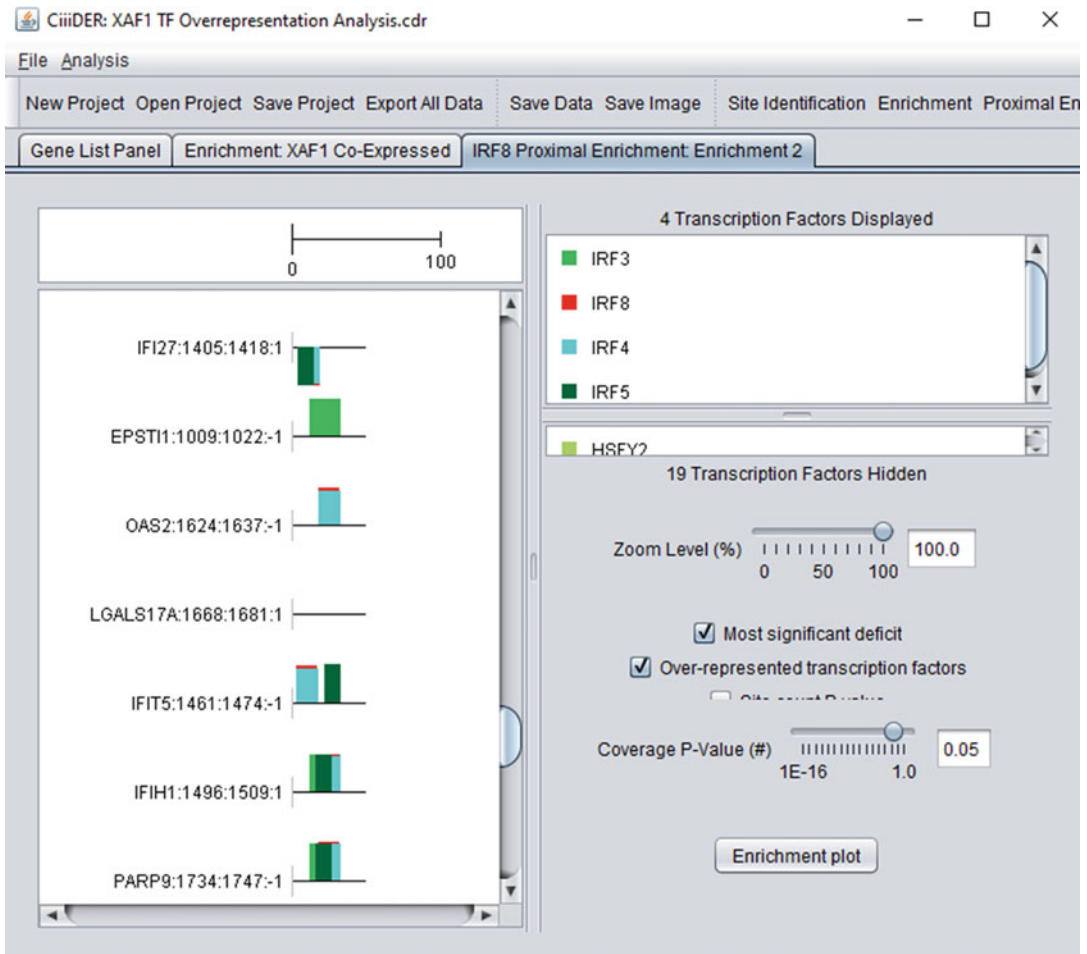 CiiiDER: XAF1 TF Overrepresentation Analysis.cdr
File Analysis
New Project Open Project Save Project Export All Data Save Data Save Image Site Identification Enrichment Proximal En
Gene List Panel Enrichment: XAF1 Co-Expressed IRF8 Proximal Enrichment: Enrichment 2
0 100
IFI27:1405:1418:1
EPSTI1:1009:1022:-1
OAS2:1624:1637:-1
LGALS17A:1668:1681:1
IFIT5:1461:1474:-1
IFIH1:1496:1509:1
PARP9:1734:1747:-1
4 Transcription Factors Displayed
IRF3
IRF8
IRF4
IRF5
HSFY2
19 Transcription Factors Hidden
Zoom Level (%) 100.0
0 50 100
Most significant deficit
Over-represented transcription factors
Site count P-value
Coverage P-Value (#) 0.05
1E-16 1.0
Enrichment plot